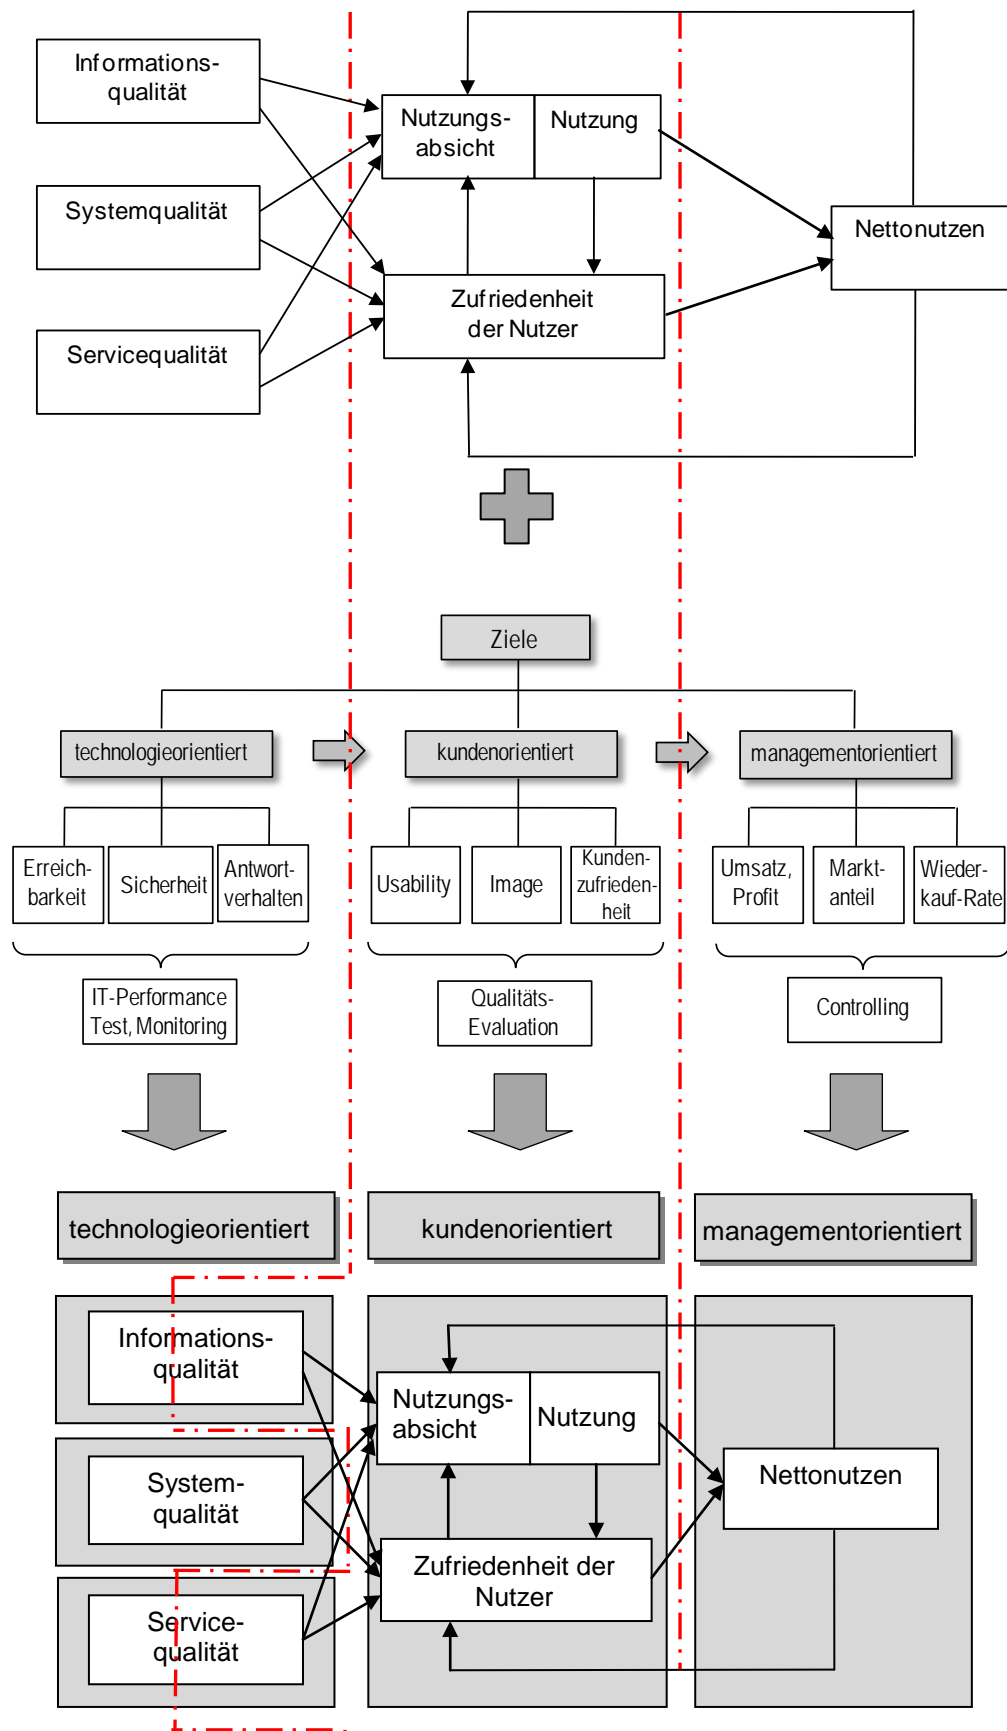 Informations-
qualität
Nutzungs-
absicht
Nutzung
Systemqualität
Nettonutzen
Zufriedenheit
der Nutzer
Servicequalität
Ziele
technologieorientiert
kundenorientiert
managementorientiert
Erreich-
barkeit
Sicherheit
Antwort-
verhalten
Usability
Image
Kunden-
zufrieden-
heit
Umsatz,
Profit
Markt-
anteil
Wieder-
kauf-Rate
IT-Performance
Test, Monitoring
Qualitäts-
Evaluation
Controlling
technologieorientiert
kundenorientiert
managementorientiert
Informations-
qualität
Nutzungs-
absicht
Nutzung
System-
qualität
Nettonutzen
Zufriedenheit der
Nutzer
Service-
qualität